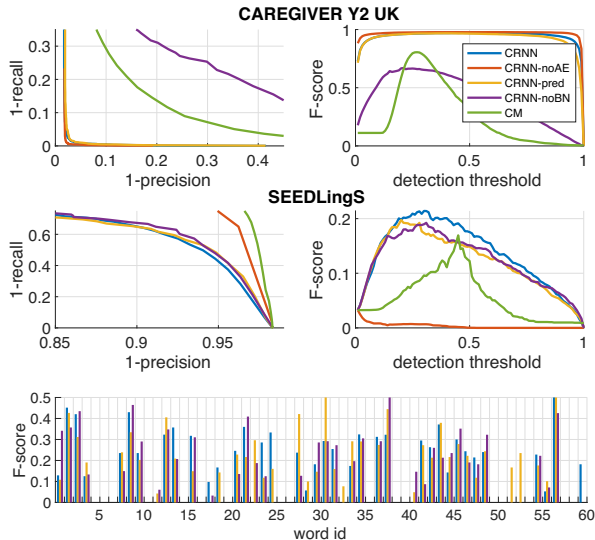 CAREGIVER Y2 UK
1-recall
0.3
0.2
0.1
0
0
0.1
0.2
0.3
0.4
1-precision
F-score
1
0.5
0
0
0.5
1
detection threshold
CRNN
CRNN-noAE
CRNN-pred
CRNN-noBN
CM
SEEDLingS
1-recall
0.6
0.4
0.2
0
0.85
0.9
0.95
1-precision
F-score
0.2
0.1
0
0
0.5
1
detection threshold
F-score
0.5
0.4
0.3
0.2
0.1
0.0
0
5
10
15
20
25
30
35
40
45
50
55
60
word id